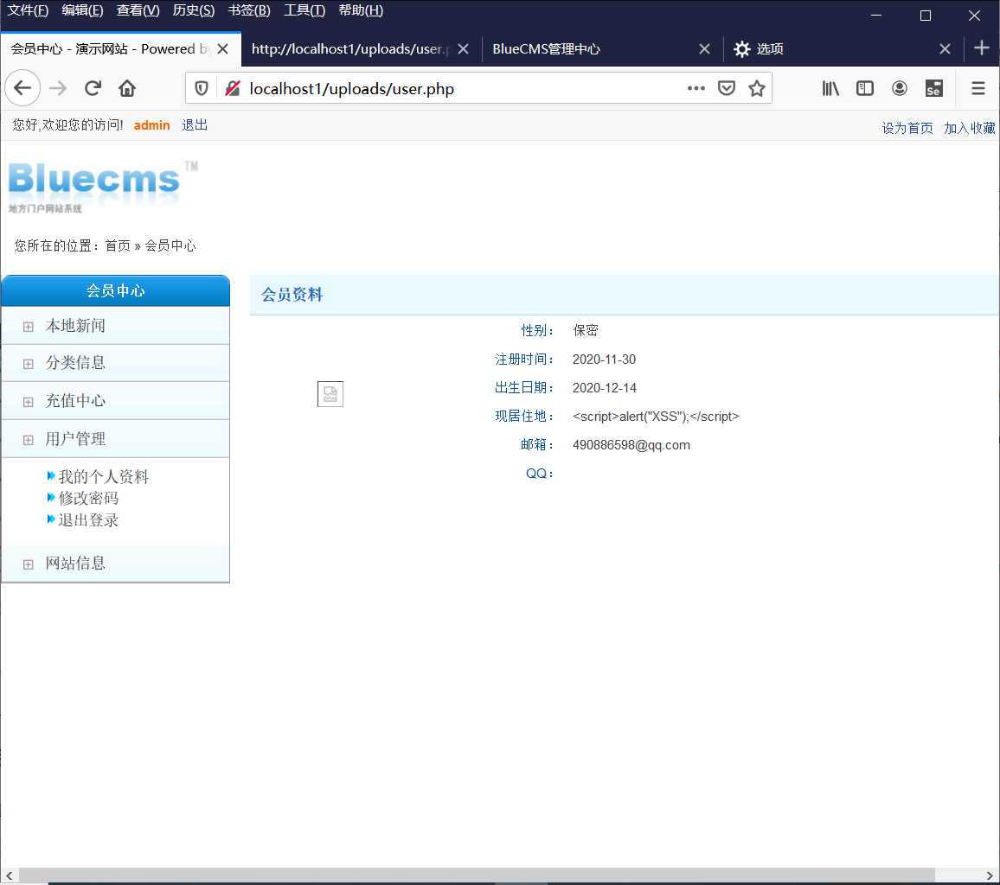 文件(F) 编辑(E) 查看(V) 历史(S) 书签(B) 工具(T) 帮助(H)
会员中心 - 演示网站 - Powered by
http://localhost1/uploads/user.p
BlueCMS管理中心
选项
localhost1/uploads/user.php
Se
您好,欢迎您的访问! admin 退出
设为首页 加入收藏
Bluecms TM
地方门户网站系统
您所在的位置：首页 » 会员中心
会员中心
本地新闻
分类信息
充值中心
用户管理
我的个人资料
修改密码
退出登录
网站信息
会员资料
性别： 保密
注册时间： 2020-11-30
出生日期： 2020-12-14
现居住地： <script>alert("XSS");</script>
邮箱： 490886598@qq.com
QQ：